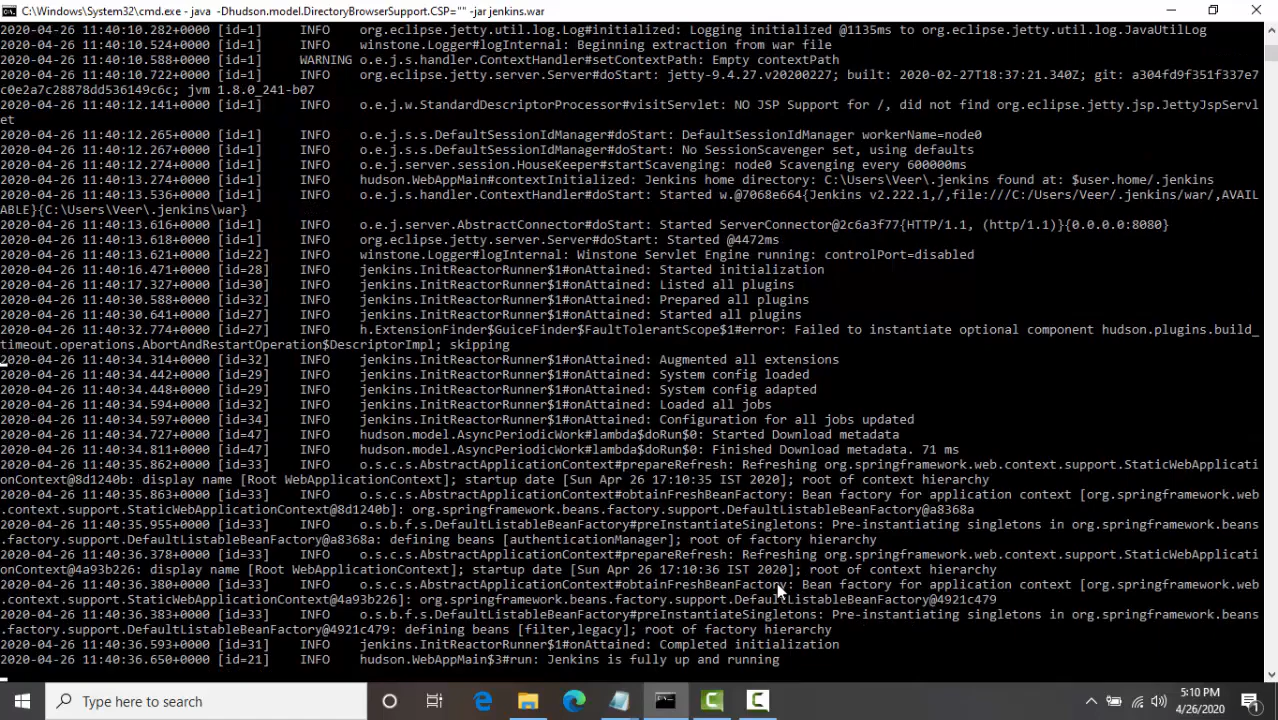 C:\Windows\System32\cmd.exe - java  -Dhudson.model.DirectoryBrowserSupport.CSP="" -jar jenkins.war
2020-04-26 11:40:10.282+0000 [id=1]     INFO    org.eclipse.jetty.util.log.Log#initialized: Logging initialized @1135ms to org.eclipse.jetty.util.log.JavaUtilLog
2020-04-26 11:40:10.449+0000 [id=1]     INFO    winstone.Logger#logInternal: Beginning extraction from war file
2020-04-26 11:40:10.588+0000 [id=1]     WARNING o.e.j.s.handler.ContextHandler#setContextPath: Empty contextPath
2020-04-26 11:40:10.722+0000 [id=1]     INFO    org.eclipse.jetty.server.Server#doStart: jetty-9.4.27.v20200227; built: 2020-02-27T18:37:21.340Z; git: a304fd9f351f337e7
c0e2a7c28878dd536149c6c; jvm 1.8.0_241-b07
2020-04-26 11:40:12.141+0000 [id=1]     INFO    o.e.j.w.StandardDescriptorProcessor#visitServlet: NO JSP Support for /, did not find org.eclipse.jetty.jsp.JettyJspServl
et
2020-04-26 11:40:12.265+0000 [id=1]     INFO    o.e.j.s.s.DefaultSessionIdManager#doStart: DefaultSessionIdManager workerName=node0
2020-04-26 11:40:12.267+0000 [id=1]     INFO    o.e.j.s.s.DefaultSessionIdManager#doStart: No SessionScavenger set, using defaults
2020-04-26 11:40:12.274+0000 [id=1]     INFO    o.e.j.server.session.HouseKeeper#startScavenging: node0 Scavenging every 600000ms
2020-04-26 11:40:13.274+0000 [id=1]     INFO    hudson.WebAppMain#contextInitialized: Jenkins home directory: C:\Users\Veer\.jenkins found at: $user.home/.jenkins
2020-04-26 11:40:13.536+0000 [id=1]     INFO    o.e.j.s.handler.ContextHandler#doStart: Started w.@7068e664{Jenkins v2.222.1,/,file:///C:/Users/Veer/.jenkins/war/,AVAIL
ABLE}{C:\Users\Veer\.jenkins\war}
2020-04-26 11:40:13.616+0000 [id=1]     INFO    o.e.j.server.AbstractConnector#doStart: Started ServerConnector@2c6a3f77{HTTP/1.1, (http/1.1)}{0.0.0.0:8080}
2020-04-26 11:40:13.618+0000 [id=1]     INFO    org.eclipse.jetty.server.Server#doStart: Started @4472ms
2020-04-26 11:40:13.621+0000 [id=22]    INFO    winstone.Logger#logInternal: Winstone Servlet Engine running: controlPort=disabled
2020-04-26 11:40:16.471+0000 [id=28]    INFO    jenkins.InitReactorRunner$1#onAttained: Started initialization
2020-04-26 11:40:17.327+0000 [id=30]    INFO    jenkins.InitReactorRunner$1#onAttained: Listed all plugins
2020-04-26 11:40:30.588+0000 [id=32]    INFO    jenkins.InitReactorRunner$1#onAttained: Prepared all plugins
2020-04-26 11:40:30.641+0000 [id=27]    INFO    jenkins.InitReactorRunner$1#onAttained: Started all plugins
2020-04-26 11:40:32.774+0000 [id=27]    INFO    h.ExtensionFinder$GuiceFinder$FaultTolerantScope$1#error: Failed to instantiate optional component hudson.plugins.build_
timeout.operations.AbortAndRestartOperation$DescriptorImpl; skipping
2020-04-26 11:40:34.314+0000 [id=32]    INFO    jenkins.InitReactorRunner$1#onAttained: Augmented all extensions
2020-04-26 11:40:34.442+0000 [id=29]    INFO    jenkins.InitReactorRunner$1#onAttained: System config loaded
2020-04-26 11:40:34.448+0000 [id=29]    INFO    jenkins.InitReactorRunner$1#onAttained: System config adapted
2020-04-26 11:40:34.594+0000 [id=32]    INFO    jenkins.InitReactorRunner$1#onAttained: Loaded all jobs
2020-04-26 11:40:34.597+0000 [id=34]    INFO    jenkins.InitReactorRunner$1#onAttained: Configuration for all jobs updated
2020-04-26 11:40:34.727+0000 [id=47]    INFO    hudson.model.AsyncPeriodicWork#lambda$doRun$0: Started Download metadata
2020-04-26 11:40:34.811+0000 [id=47]    INFO    hudson.model.AsyncPeriodicWork#lambda$doRun$0: Finished Download metadata. 71 ms
2020-04-26 11:40:35.862+0000 [id=33]    INFO    o.s.c.s.AbstractApplicationContext#prepareRefresh: Refreshing org.springframework.web.context.support.StaticWebApplicati
onContext@8d1240b: display name [Root WebApplicationContext]; startup date [Sun Apr 26 17:10:35 IST 2020]; root of context hierarchy
2020-04-26 11:40:35.863+0000 [id=33]    INFO    o.s.c.s.AbstractApplicationContext#obtainFreshBeanFactory: Bean factory for application context [org.springframework.web
.context.support.StaticWebApplicationContext@8d1240b]: org.springframework.beans.factory.support.DefaultListableBeanFactory@a8368a
2020-04-26 11:40:35.955+0000 [id=33]    INFO    o.s.b.f.s.DefaultListableBeanFactory#preInstantiateSingletons: Pre-instantiating singletons in org.springframework.beans
.factory.support.DefaultListableBeanFactory@a8368a: defining beans [authenticationManager]; root of factory hierarchy
2020-04-26 11:40:36.378+0000 [id=33]    INFO    o.s.c.s.AbstractApplicationContext#prepareRefresh: Refreshing org.springframework.web.context.support.StaticWebApplicati
onContext@4a93b226: display name [Root WebApplicationContext]; startup date [Sun Apr 26 17:10:36 IST 2020]; root of context hierarchy
2020-04-26 11:40:36.380+0000 [id=33]    INFO    o.s.c.s.AbstractApplicationContext#obtainFreshBeanFactory: Bean factory for application context [org.springframework.web
.context.support.StaticWebApplicationContext@4a93b226]: org.springframework.beans.factory.support.DefaultListableBeanFactory@4921c479
2020-04-26 11:40:36.383+0000 [id=33]    INFO    o.s.b.f.s.DefaultListableBeanFactory#preInstantiateSingletons: Pre-instantiating singletons in org.springframework.beans
.factory.support.DefaultListableBeanFactory@4921c479: defining beans [filter,legacy]; root of factory hierarchy
2020-04-26 11:40:36.593+0000 [id=31]    INFO    jenkins.InitReactorRunner$1#onAttained: Completed initialization
2020-04-26 11:40:36.650+0000 [id=21]    INFO    hudson.WebAppMain$3#run: Jenkins is fully up and running
Type here to search
5:10 PM
4/26/2020
1